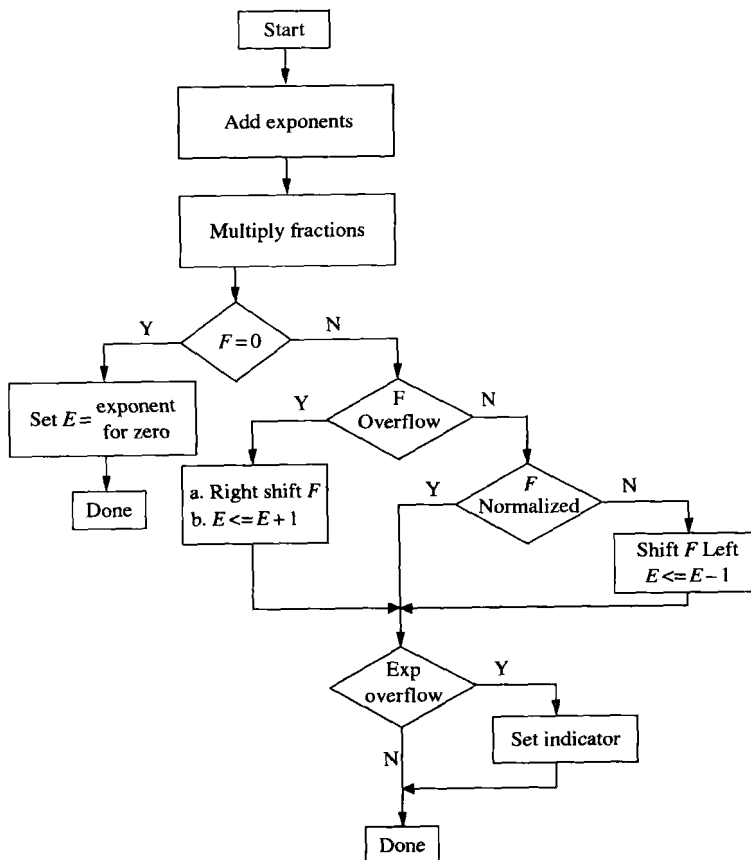 Start
Add exponents
Multiply fractions
F = 0
Y
N
Set E = exponent
for zero
Done
F
Overflow
Y
N
a. Right shift F
b. E <= E + 1
F
Normalized
Y
N
Shift F Left
E <= E – 1
Exp
overflow
Y
N
Set indicator
Done